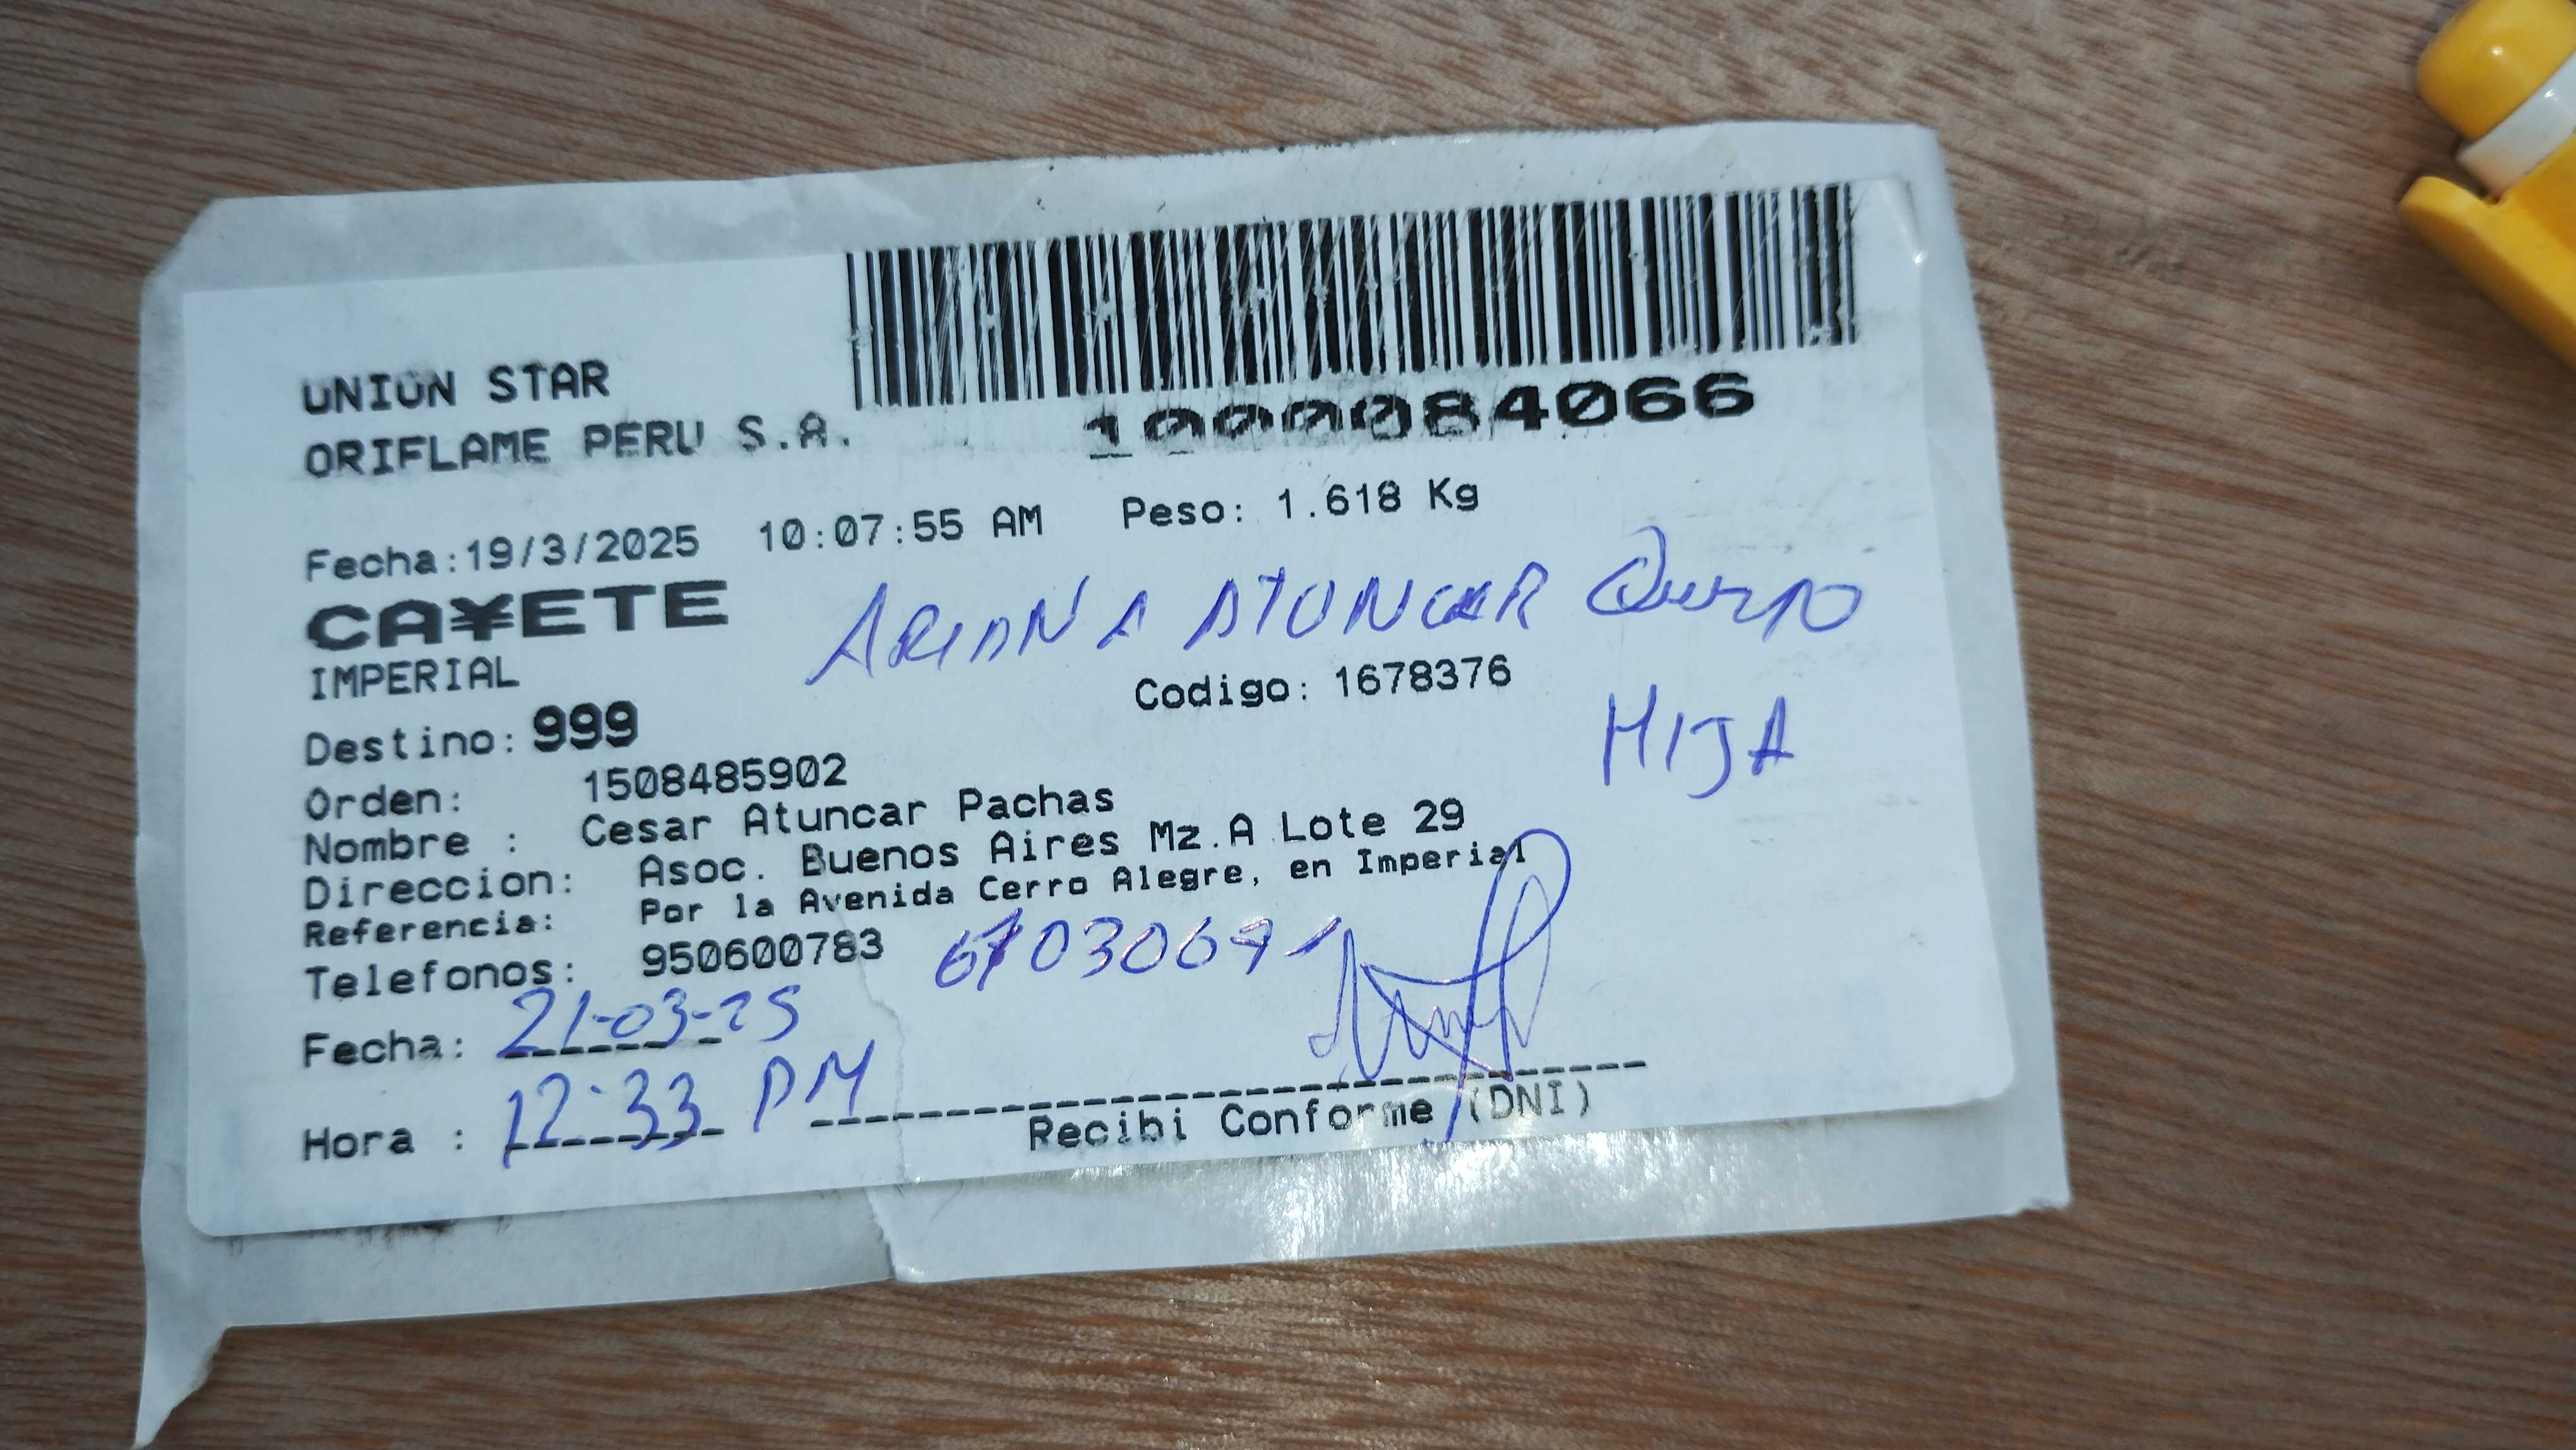 UNION STAR
ORIFLAME PERU S.A.
1000084066
Fecha:19/3/2025 10:07:55 AM Peso: 1.618 Kg
CA¥ETE
ARIANA ATUNCAR
IMPERIAL
Codigo: 1678376
HIJA
Destino: 999
Orden: 1508485902
Nombre : Cesar Atuncar Pachas
Direccion: Asoc. Buenos Aires Mz.A Lote 29
Referencia: Por la Avenida Cerro Alegre, en Imperial
Telefonos: 950600783
Fecha: 21-03-25
Hora : 12:33 PM
Recibi Conforme (DNI)